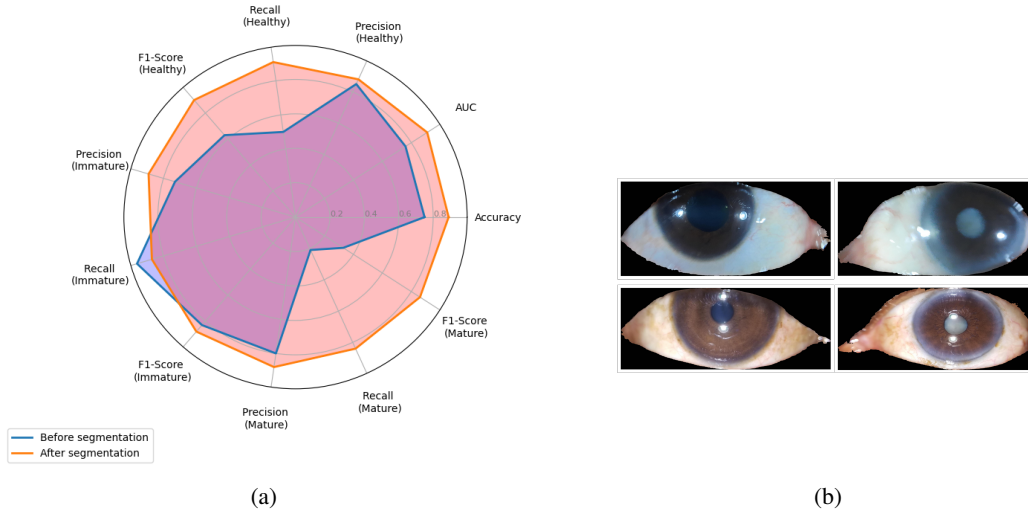 Recall
(Healthy)
Precision
(Healthy)
F1-Score
(Healthy)
AUC
Precision
(Immature)
0.2
0.4
0.6
0.8
Accuracy
Recall
(Immature)
F1-Score
(Mature)
F1-Score
(Immature)
Recall
(Mature)
Precision
(Mature)
Before segmentation
After segmentation
(a)
(b)